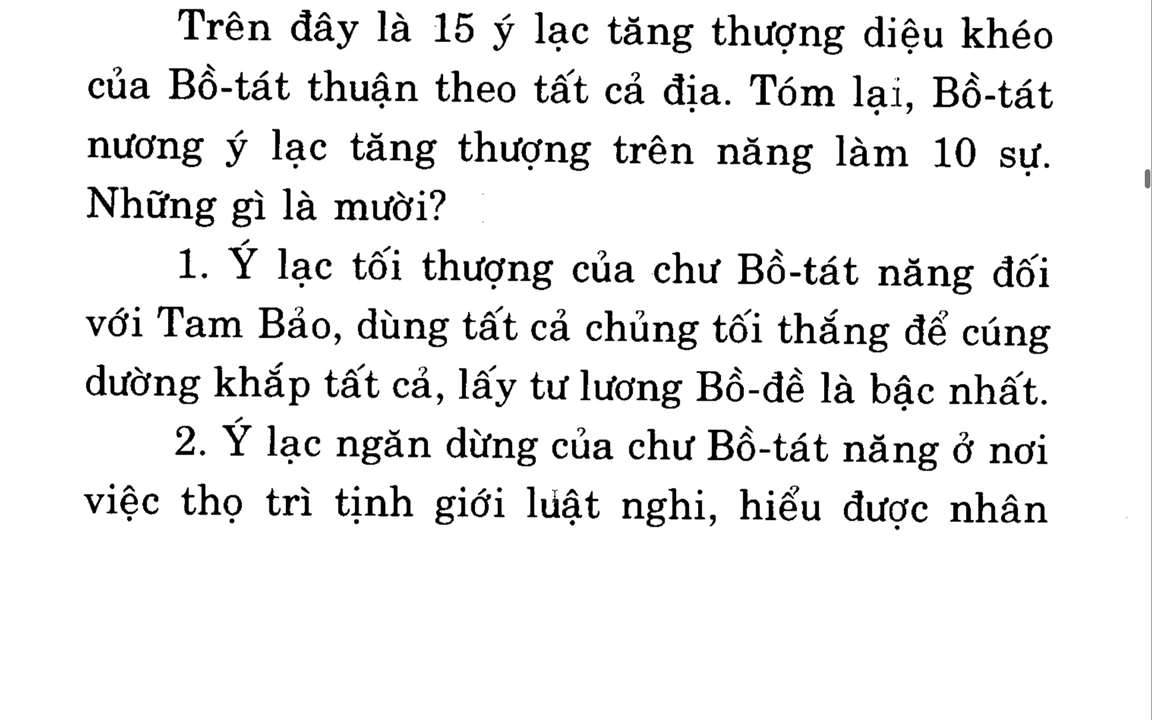 Trên đây là 15 ý lạc tăng thượng diệu khéo
của Bồ-tát thuận theo tất cả địa. Tóm lại, Bồ-tát
nương ý lạc tăng thượng trên năng làm 10 sự.
Những gì là mười?
1. Ý lạc tối thượng của chư Bồ-tát năng đối
với Tam Bảo, dùng tất cả chủng tối thắng để cúng
dường khắp tất cả, lấy tư lương Bồ-đề là bậc nhất.
2. Ý lạc ngăn dừng của chư Bồ-tát năng ở nơi
việc thọ trì tịnh giới luật nghi, hiểu được nhân